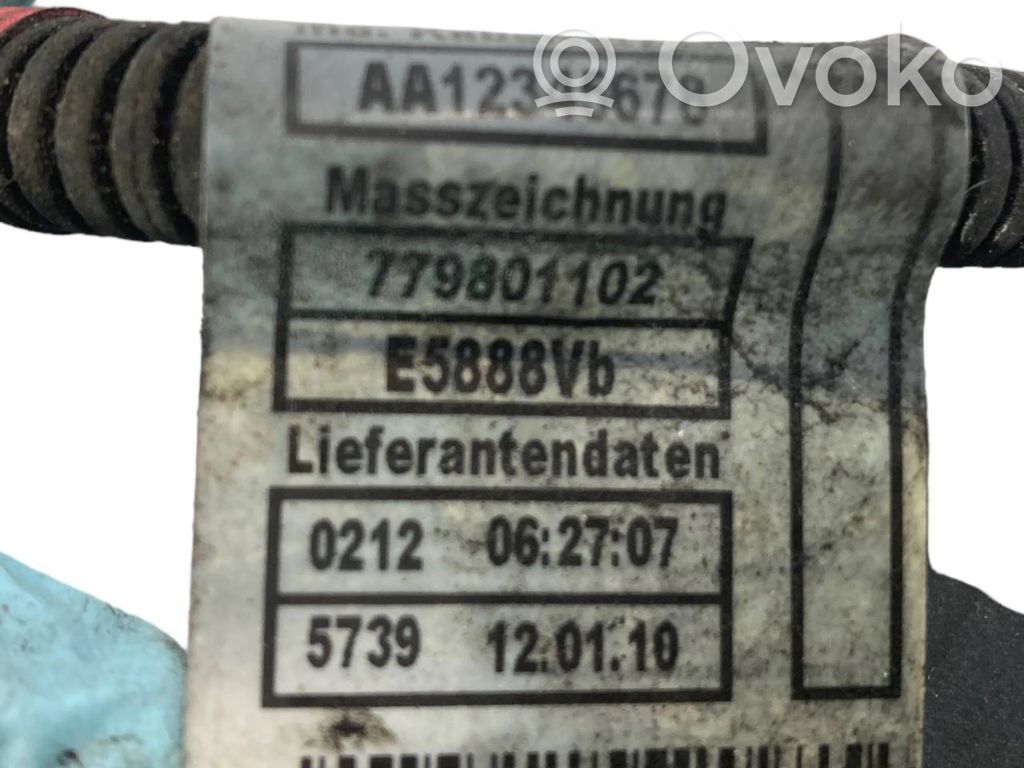 Ovoko
Masszeichnung
779801102
E5888Vb
Lieferantendaten
0212 06:27:07
5739 12.01.10